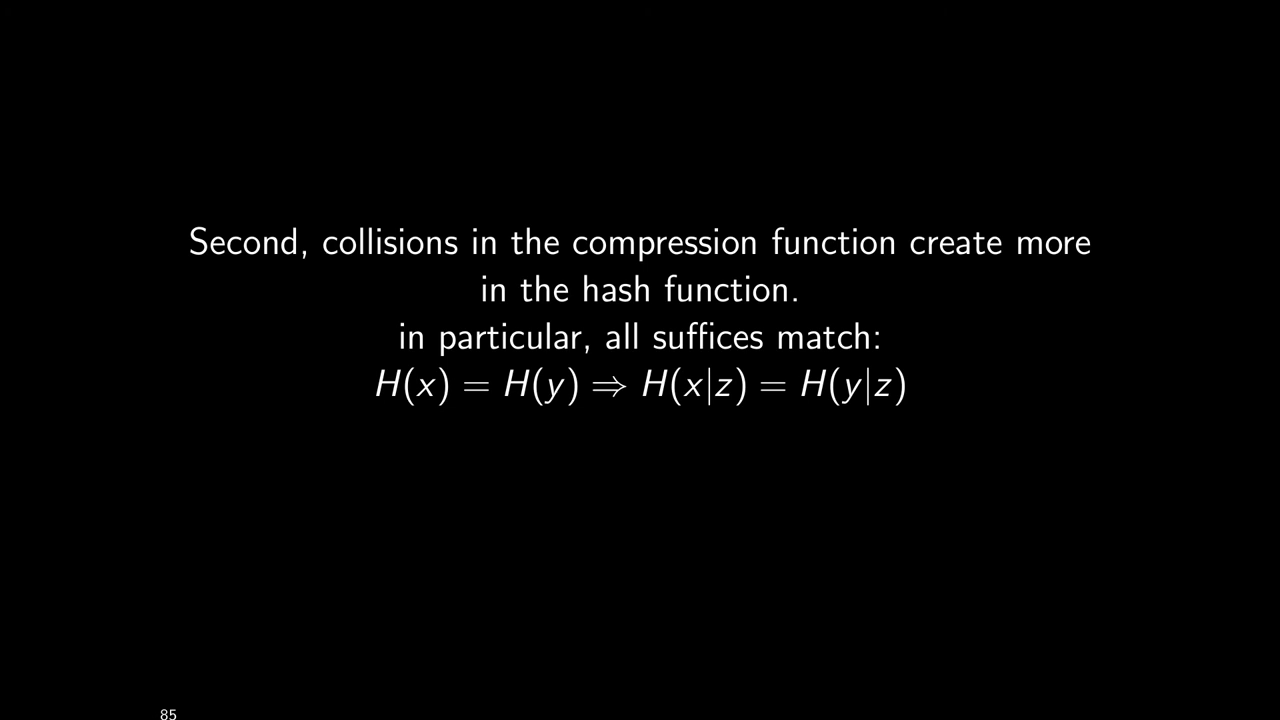 Second, collisions in the compression function create more
in the hash function.
in particular, all suffices match:
H(x) = H(y) ⇒ H(x|z) = H(y|z)
85